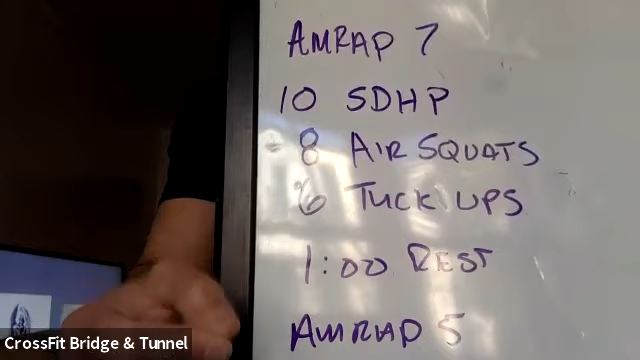 AMRAP 7
10 SDHP
8 AIR SQUATS
6 TUCK UPS
1:00 REST
AMRAP 5
CrossFit Bridge & Tunnel